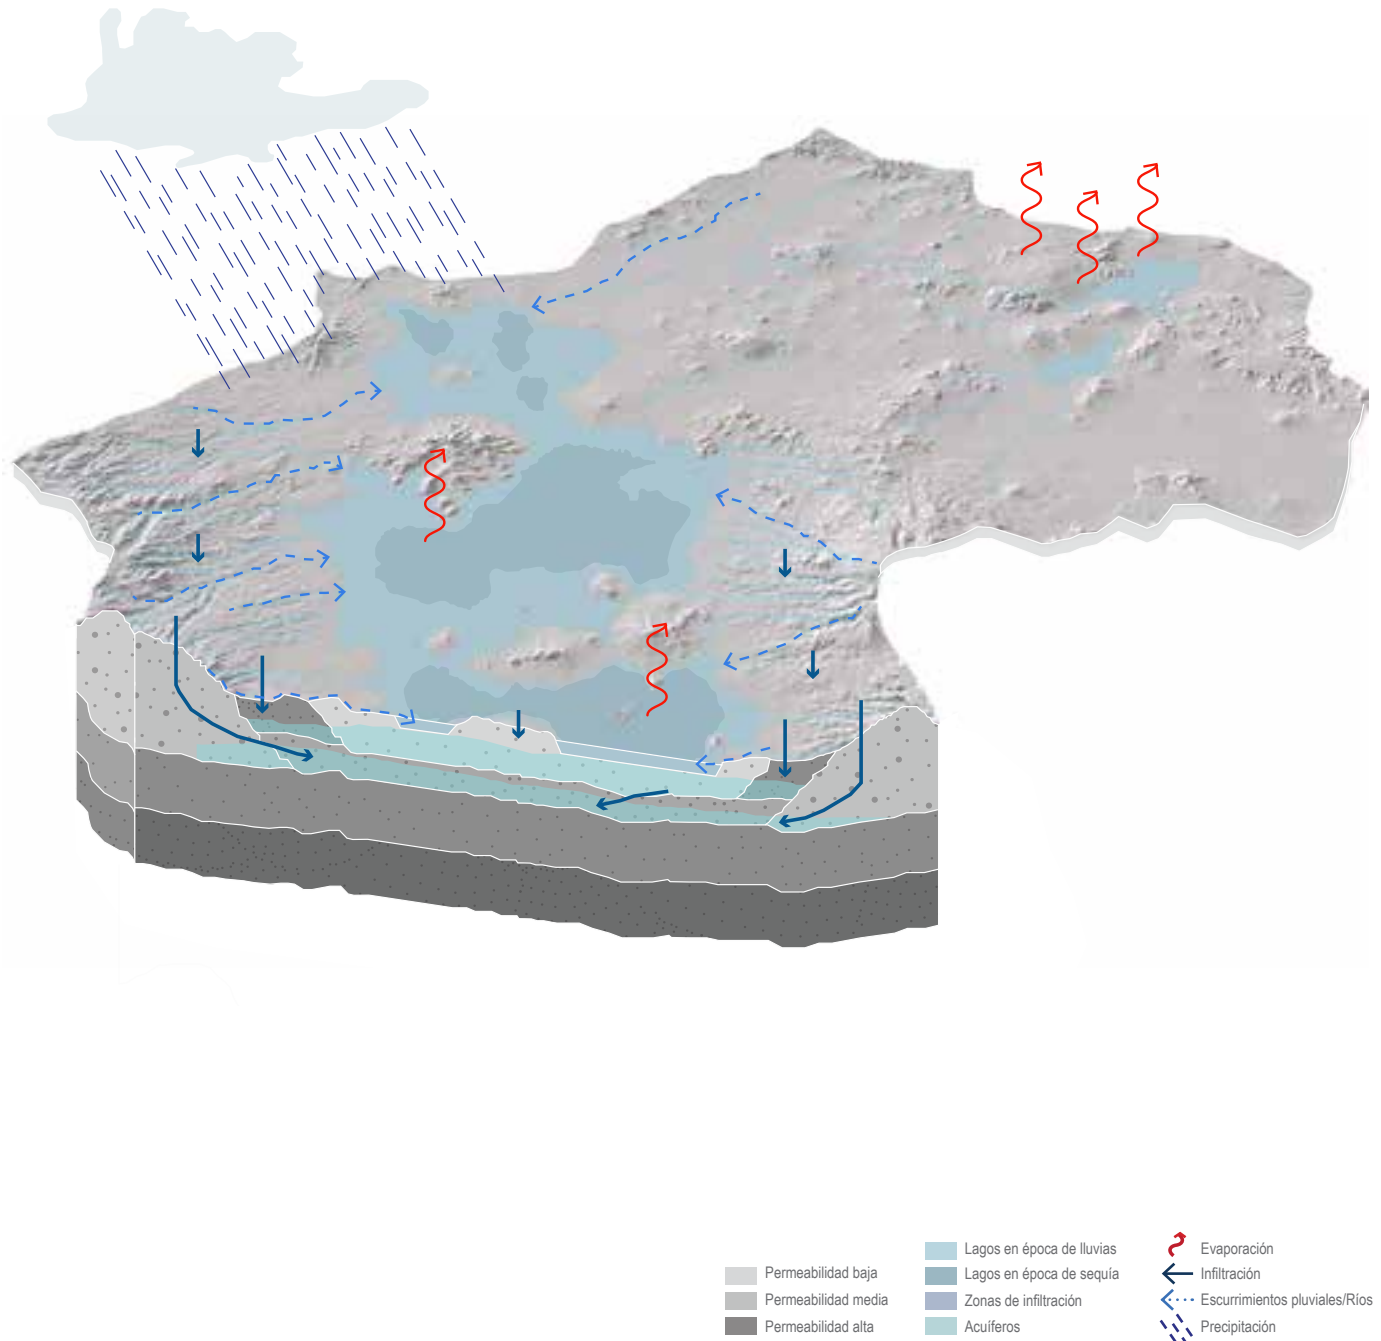 Permeabilidad baja
Permeabilidad media
Permeabilidad alta
Lagos en época de lluvias
Lagos en época de sequía
Zonas de infiltración
Acuíferos
Evaporación
Infiltración
Escurrimientos pluviales/Ríos
Precipitación